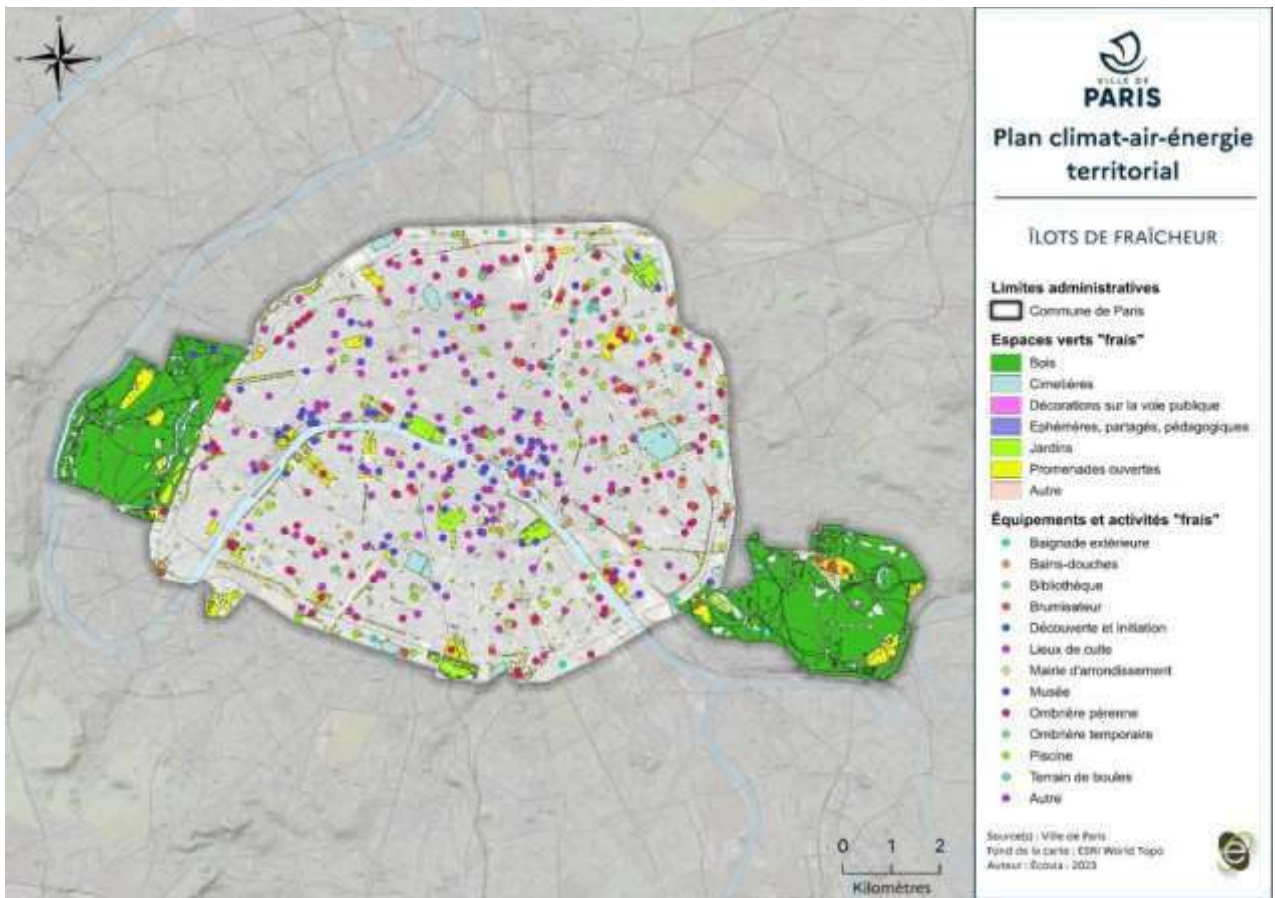 VILLE DE
PARIS
Plan climat-air-énergie
territorial
ÎLOTS DE FRAÎCHEUR
Limites administratives
Commune de Paris
Espaces verts "frais"
Bois
Cimetières
Décorations sur la voie publique
Ephémères, partagés, pédagogiques
Jardins
Promenades ouvertes
Autre
Équipements et activités "frais"
Baignade extérieure
Bains-douches
Bibliothèque
Brumisateur
Découverte et Initiation
Lieux de culte
Mairie d'arrondissement
Musée
Ombrière pérenne
Ombrière temporaire
Piscine
Terrain de boules
Autre
Source(s) : Ville de Paris
Fond de la carte : ESRI World Topo
Auteur : Ecovia - 2023
0 1 2
Kilomètres